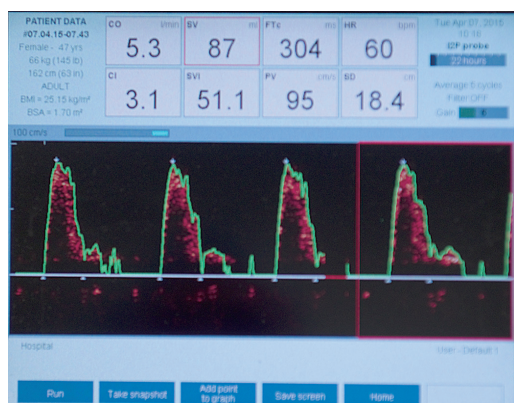 PATIENT DATA
#07.04.15-07.43
Female - 47 yrs
66 kg (145 lb)
162 cm (63 in)
ADULT
BMI = 25.15 kg/m²
BSA = 1.70 m²
CO l/min
5.3
SV ml
87
FTc ms
304
HR bpm
60
CI
3.1
SVI
51.1
PV cm/s
95
SD cm
18.4
Tue Apr 07, 2015
10:18
I2P probe
22 hours
Average 5 cycles
Filter OFF
Gain 6
100 cm/s
Hospital
User - Default 1
Run
Take snapshot
Add point
to graph
Save screen
Home